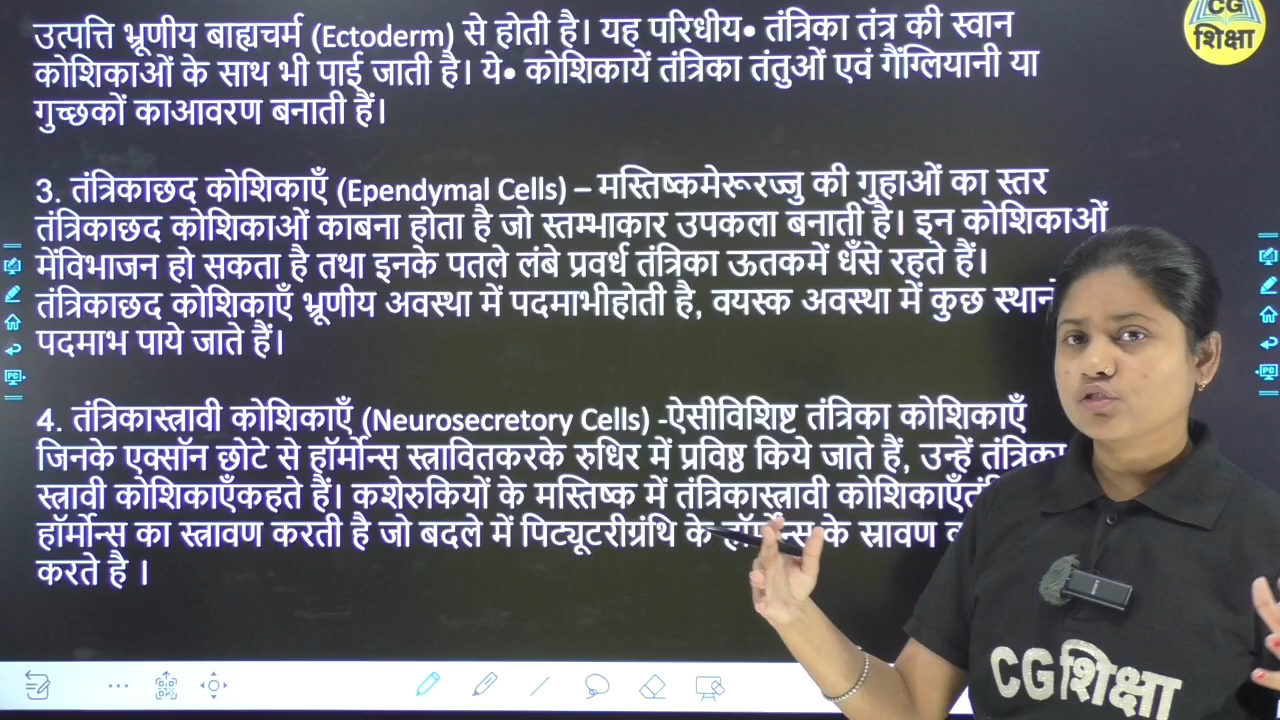 उत्पत्ति भ्रूणीय बाह्यचर्म (Ectoderm) से होती है। यह परिधीय• तंत्रिका तंत्र की स्वान
कोशिकाओं के साथ भी पाई जाती है। ये• कोशिकायें तंत्रिका तंतुओं एवं गैंग्लियानी या
गुच्छकों काआवरण बनाती हैं।
3. तंत्रिकाछद कोशिकाएँ (Ependymal Cells) – मस्तिष्कमेरूरज्जु की गुहाओं का स्तर
तंत्रिकाछद कोशिकाओं काबना होता है जो स्तम्भाकार उपकला बनाती है। इन कोशिकाओं
मेंविभाजन हो सकता है तथा इनके पतले लंबे प्रवर्ध तंत्रिका ऊतकमें धँसे रहते हैं।
तंत्रिकाछद कोशिकाएँ भ्रूणीय अवस्था में पदमाभीहोती है, वयस्क अवस्था में कुछ
पदमाभ पाये जाते हैं।
4. तंत्रिकास्त्रावी कोशिकाएँ (Neurosecretory Cells) -ऐसीविशिष्ट तंत्रिका कोशिकाएँ
जिनके एक्सॉन छोटे से हॉर्मोन्स स्त्रावितकरके रुधिर में प्रविष्ठ किये जाते हैं, उन्हें तंत्रिका
स्त्रावी कोशिकाएँकहते हैं। कशेरुकियों के मस्तिष्क में तंत्रिकास्त्रावी
हॉर्मोन्स का स्त्रावण करती है जो बदले में पिट्यूटरीग्रंथि के हॉर्मोन्स के स्रावण
करते है ।
CG
शिक्षा
CG शिक्षा